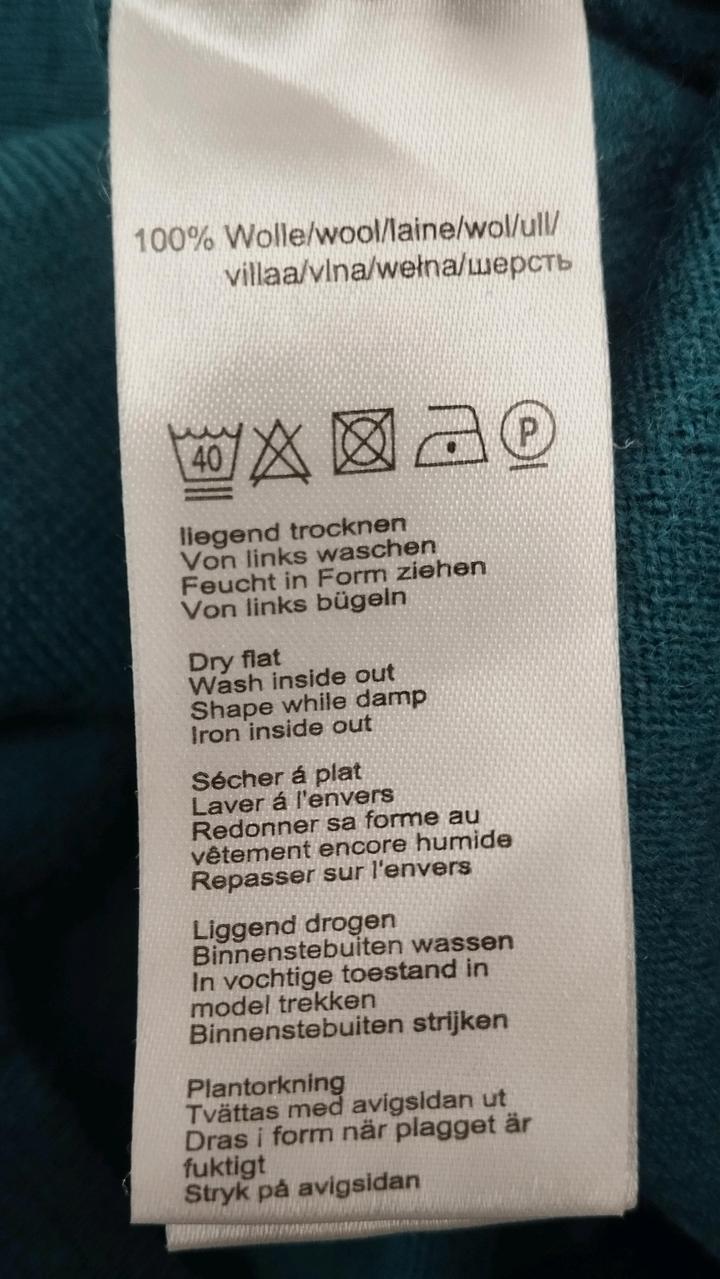 100% Wolle/wool/laine/wol/ull/
villaa/vlna/wełna/шерсть
40
P
liegend trocknen
Von links waschen
Feucht in Form ziehen
Von links bügeln
Dry flat
Wash inside out
Shape while damp
Iron inside out
Sécher á plat
Laver á l'envers
Redonner sa forme au
vêtement encore humide
Repasser sur l'envers
Liggend drogen
Binnenstebuiten wassen
In vochtige toestand in
model trekken
Binnenstebuiten strijken
Plantorkning
Tvättas med avigsidan ut
Dras i form när plagget är
fuktigt
Stryk på avigsidan